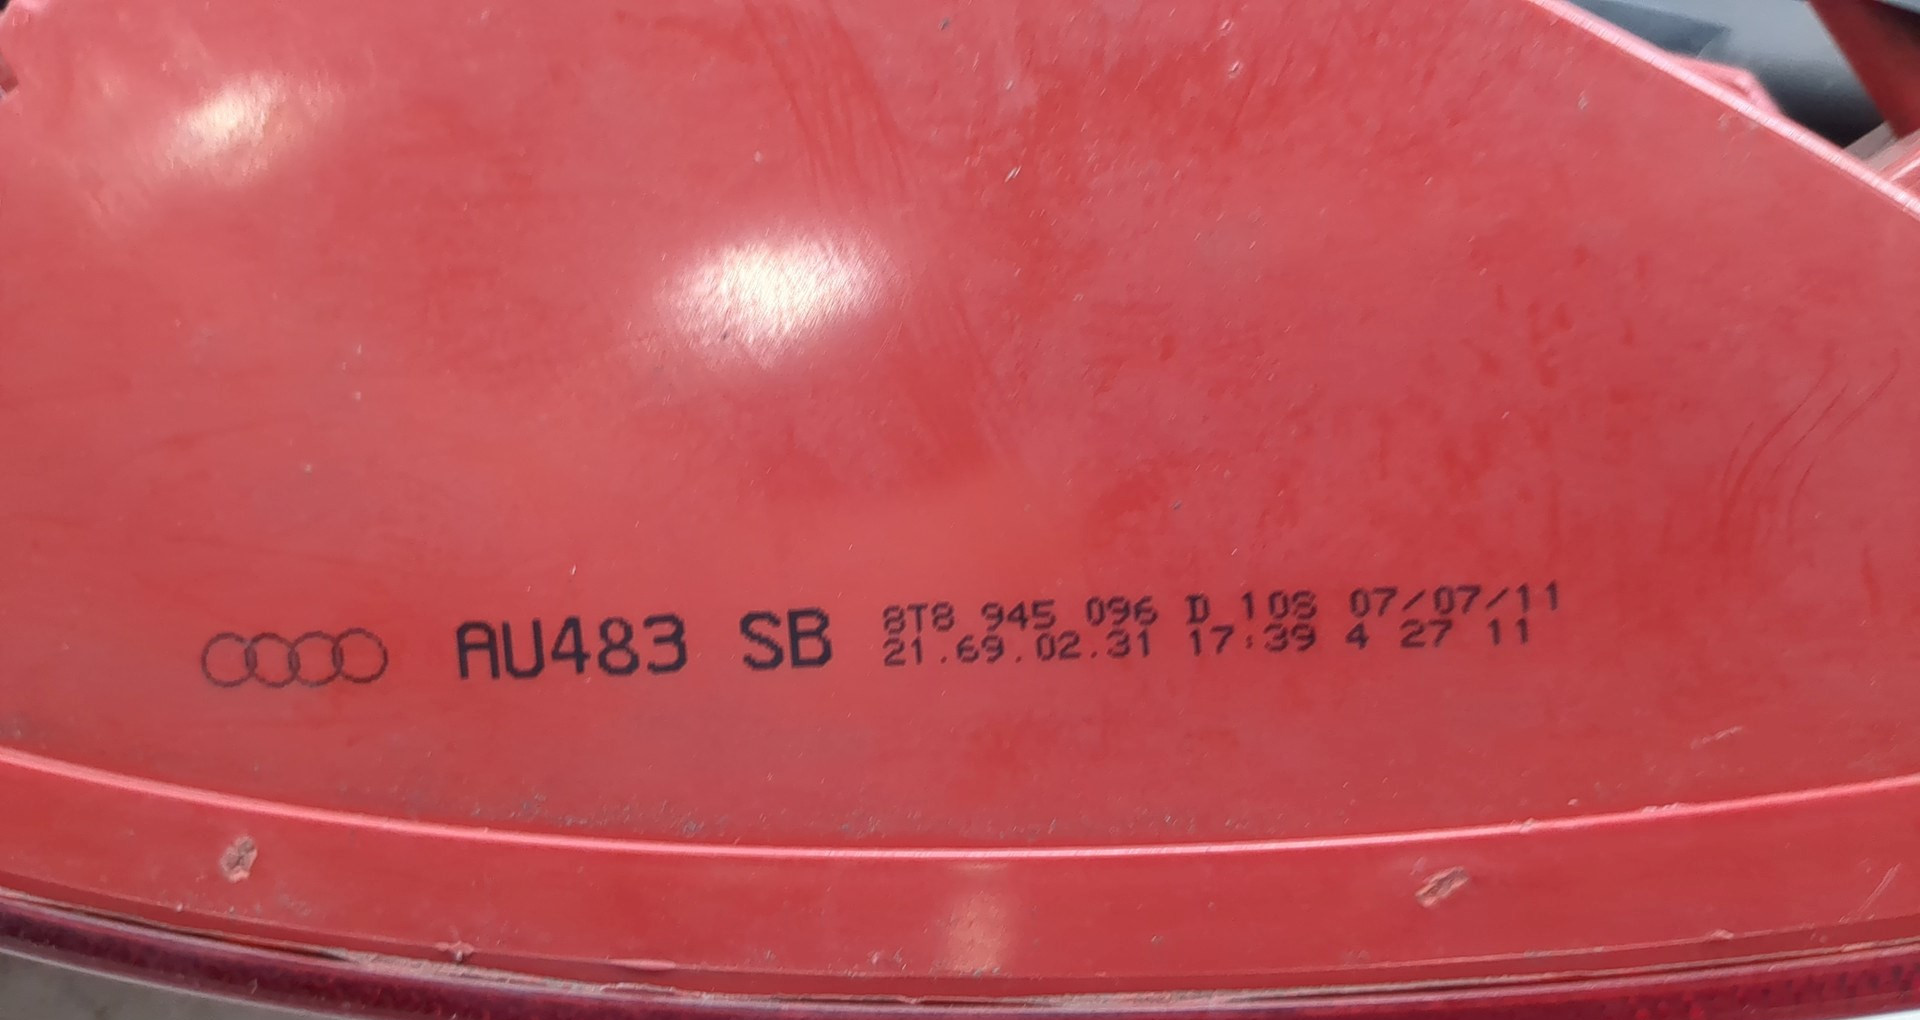 AU483 SB
8T8 945 096 D 108 07/07/11
21.69.02.31 17:39 4 27 11